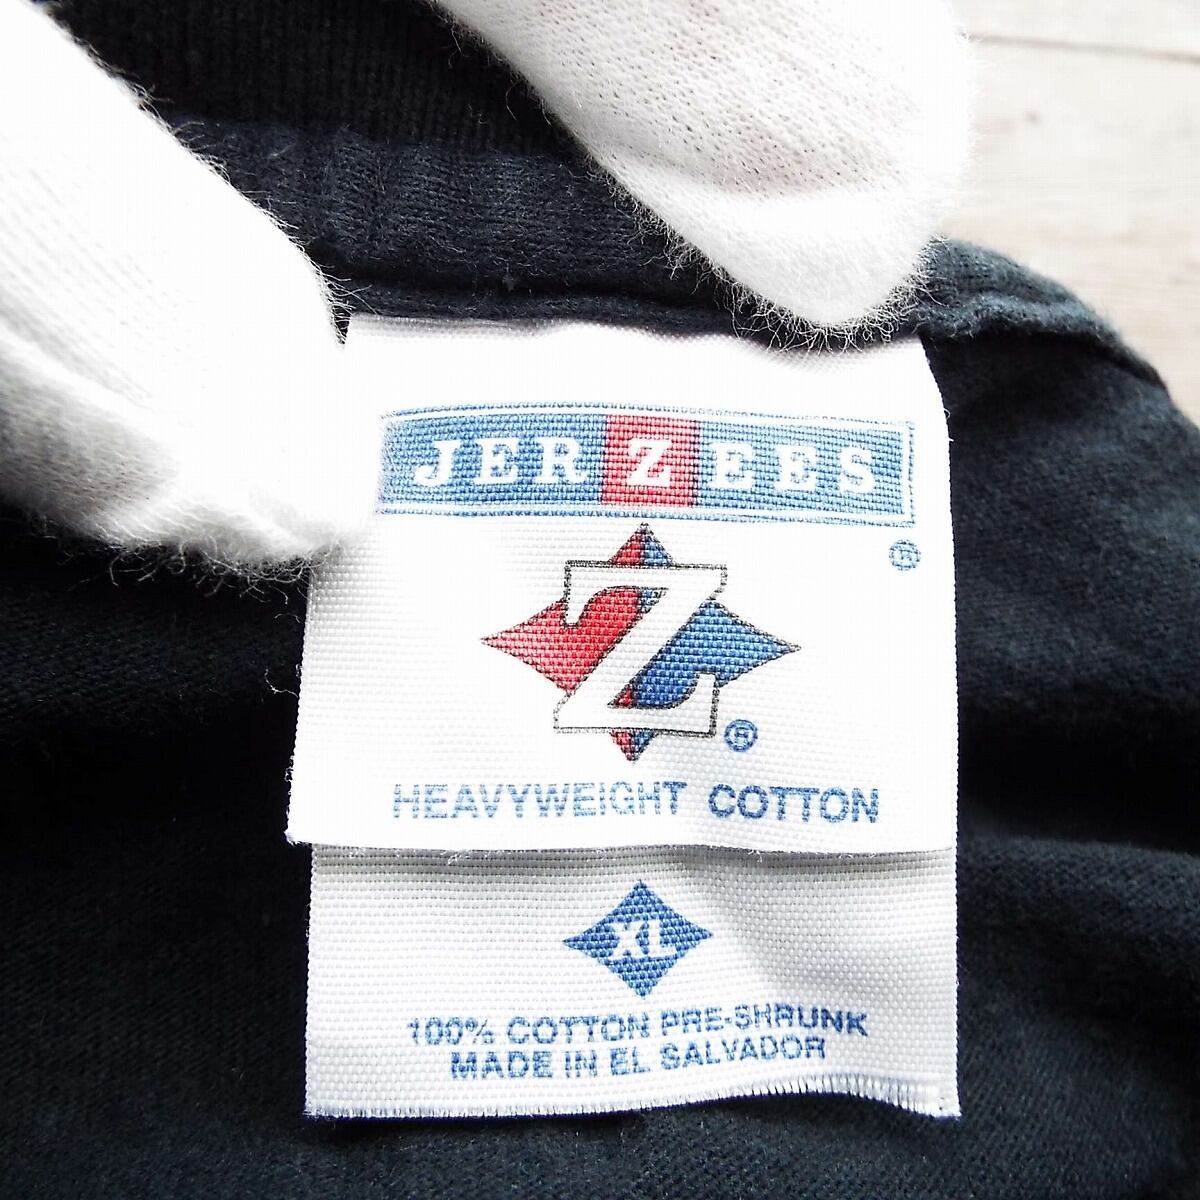 JERZEES
®
Z
®
HEAVYWEIGHT COTTON
XL
100% COTTON PRE-SHRUNK
MADE IN EL SALVADOR